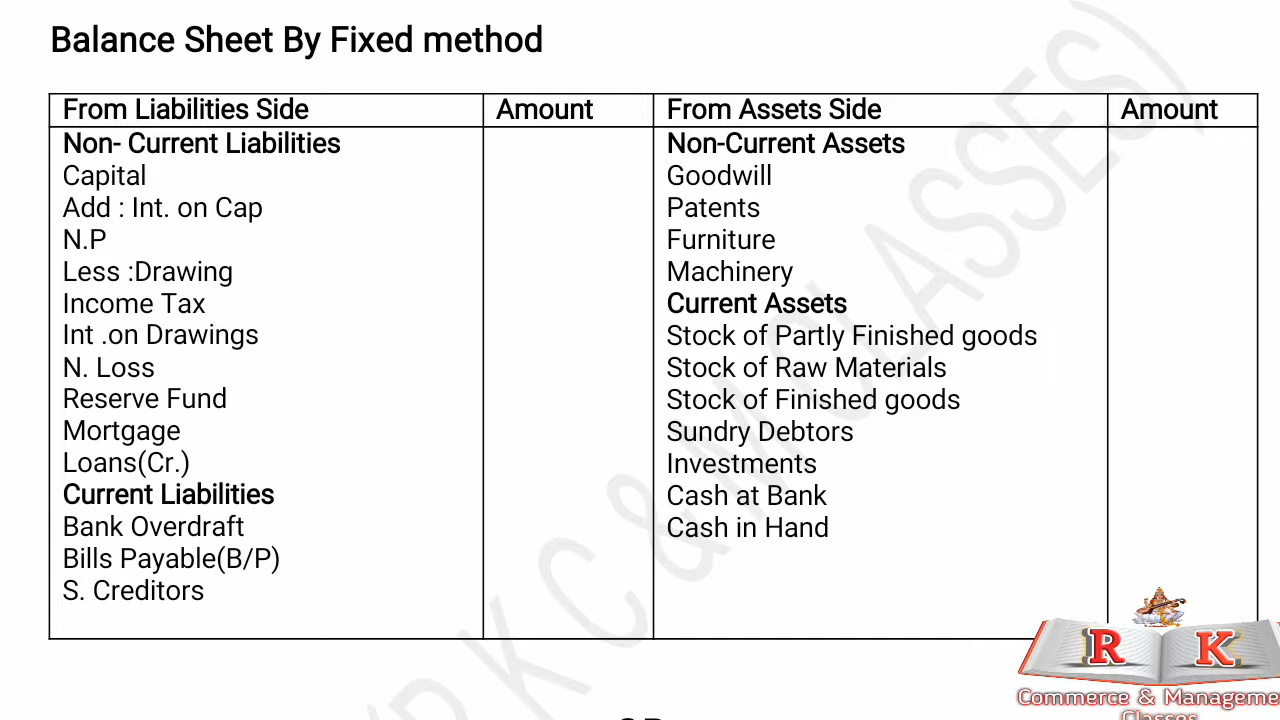 Balance Sheet By Fixed method
From Liabilities Side Amount From Assets Side Amount
Non- Current Liabilities Non-Current Assets
Capital Goodwill
Add : Int. on Cap Patents
N.P Furniture
Less :Drawing Machinery
Income Tax Current Assets
Int .on Drawings Stock of Partly Finished goods
N. Loss Stock of Raw Materials
Reserve Fund Stock of Finished goods
Mortgage Sundry Debtors
Loans(Cr.) Investments
Current Liabilities Cash at Bank
Bank Overdraft Cash in Hand
Bills Payable(B/P)
S. Creditors
(R K C & M CLASSES)
R K
Commerce & Manageme
Classes